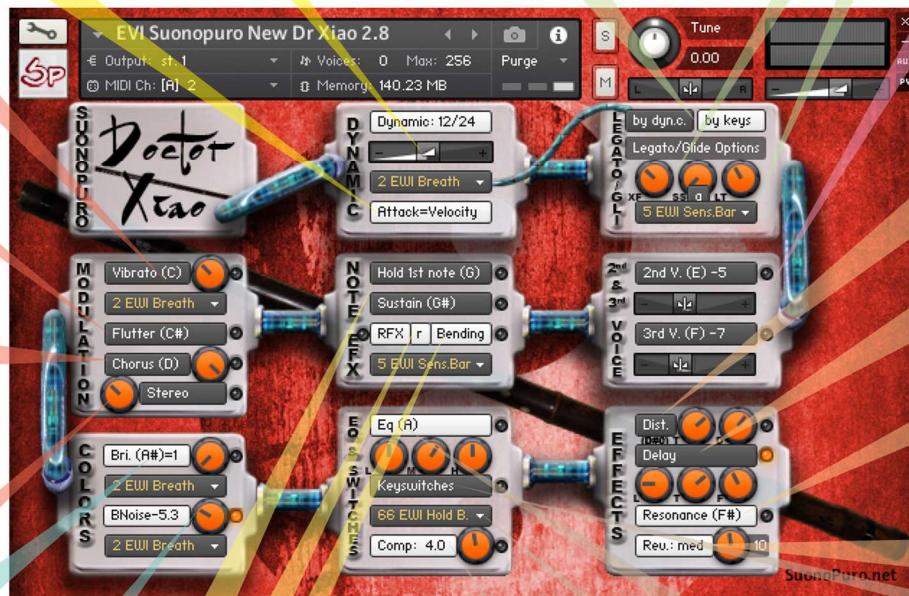 EVI Suonopuro New Dr Xiao 2.8
Output: st. 1
Voices: 0 Max: 256
Purge
MIDI Ch: [A] 2
Memory: 140.23 MB
S
M
Tune
0.00
L R
AU
PV
Sp
SUONOPURO
Doctor
Xiao
DYNAMIC
Dynamic: 12/24
- +
2 EWI Breath
Attack=Velocity
LEGATO/GLI
by dyn.c. by keys
Legato/Glide Options
XF SS g LT
5 EWI Sens.Bar
MODULATION
Vibrato (C)
2 EWI Breath
Flutter (C#)
Chorus (D)
Stereo
NOTE EFX
Hold 1st note (G)
Sustain (G#)
RFX r Bending
5 EWI Sens.Bar
2nd & 3rd VOICE
2nd V. (E) -5
- +
3rd V. (F) -7
- +
COLORS
Bri. (A#)=1
2 EWI Breath
BNoise-5.3
2 EWI Breath
EQ & SWITCHES
Eq (A)
L M H
Keyswitches
66 EWI Hold B.
Comp: 4.0
EFFECTS
Dist.
(D#0) T D
Delay
L T F
Resonance (F#)
Rev.: med 10
SuonoPuro.net